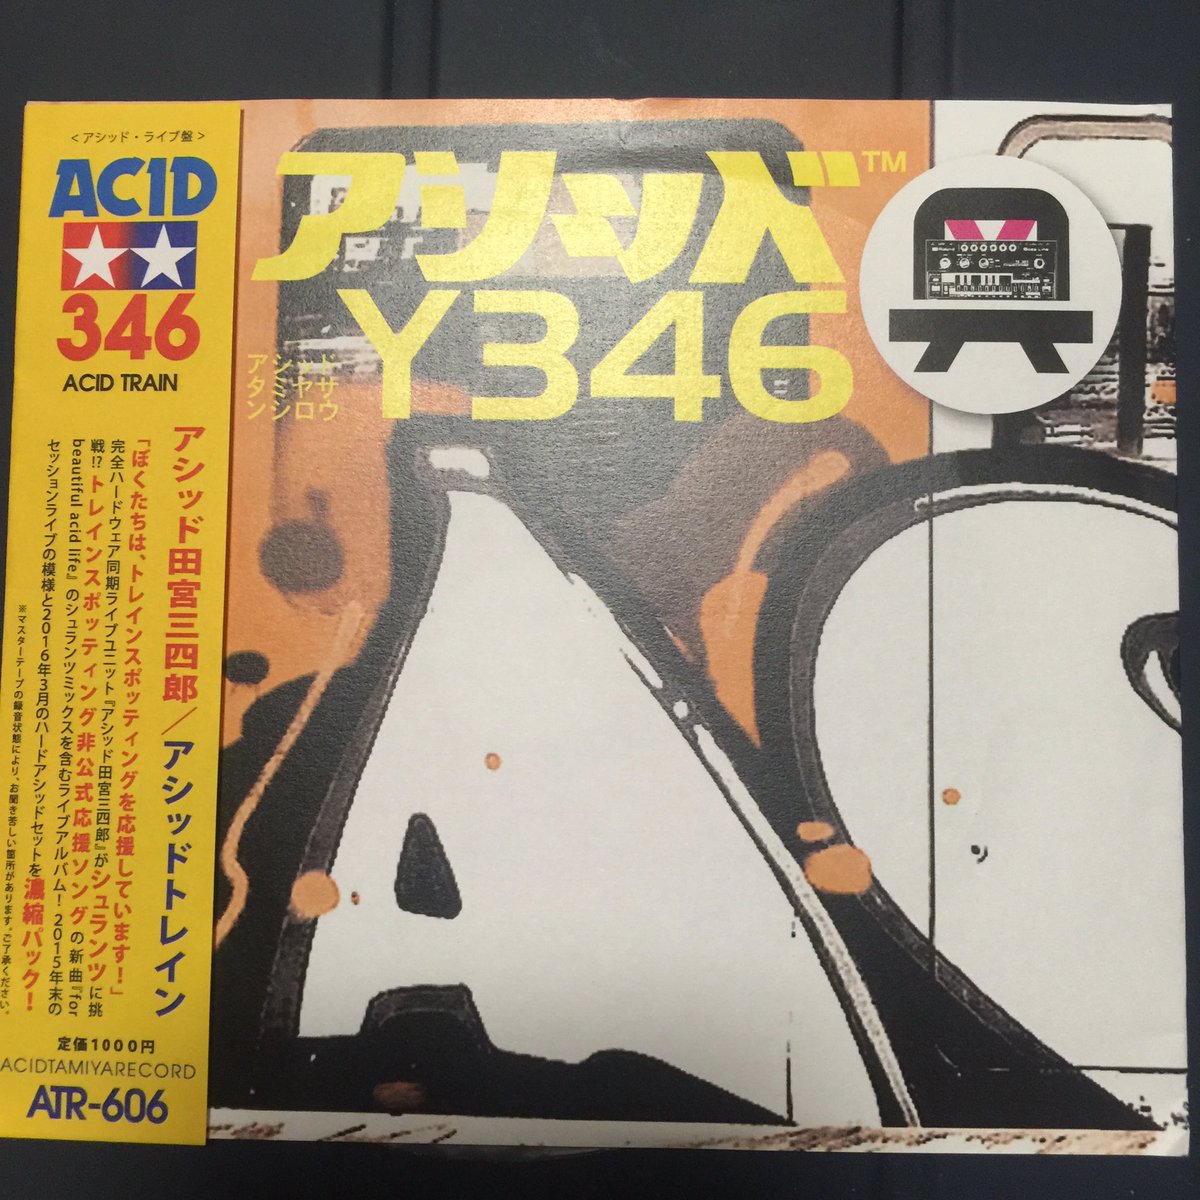 <アシッド・ライブ盤>
ACID
346
ACID TRAIN
アシッド田宮三四郎／アシッドトレイン
「ぼくたちは、トレインスポッティングを応援しています！」
完全ハードウェア同期ライブユニット『アシッド田宮三四郎』がシュランツに挑
戦!?トレインスポッティング非公式応援ソングの新曲『for
beautiful acid life』のシュランツミックスを含むライブアルバム！2015年末の
セッションライブの模様と2016年3月のハードアシッドセットを濃縮パック！
※マスターテープの録音状態により、お聞き苦しい箇所があります。ご了承ください。
定価1000円
ACIDTAMIYARECORD
ATR-606
アシッド™
Y346
アシッド
タミヤサ
ンシロウ
Roland
Bass Line